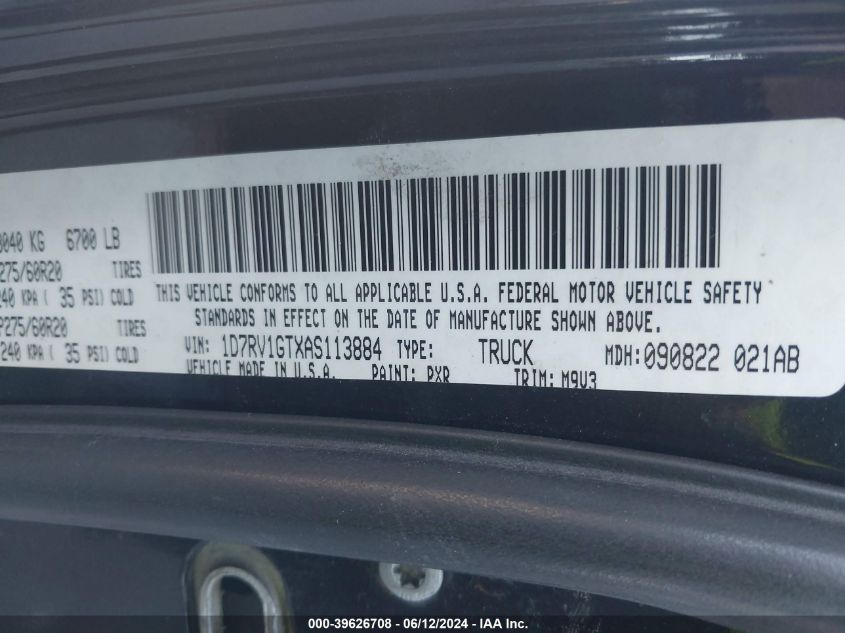 3040 KG 6700 LB
275/60R20 TIRES
240 KPA ( 35 PSI) COLD
P275/60R20 TIRES
240 KPA ( 35 PSI) COLD
THIS VEHICLE CONFORMS TO ALL APPLICABLE U.S.A. FEDERAL MOTOR VEHICLE SAFETY
STANDARDS IN EFFECT ON THE DATE OF MANUFACTURE SHOWN ABOVE.
VIN: 1D7RV1GTXAS113884 TYPE: TRUCK MDH:090822 021AB
VEHICLE MADE IN U.S.A. PAINT: PXR TRIM: M9V3
000-39626708 - 06/12/2024 - IAA Inc.